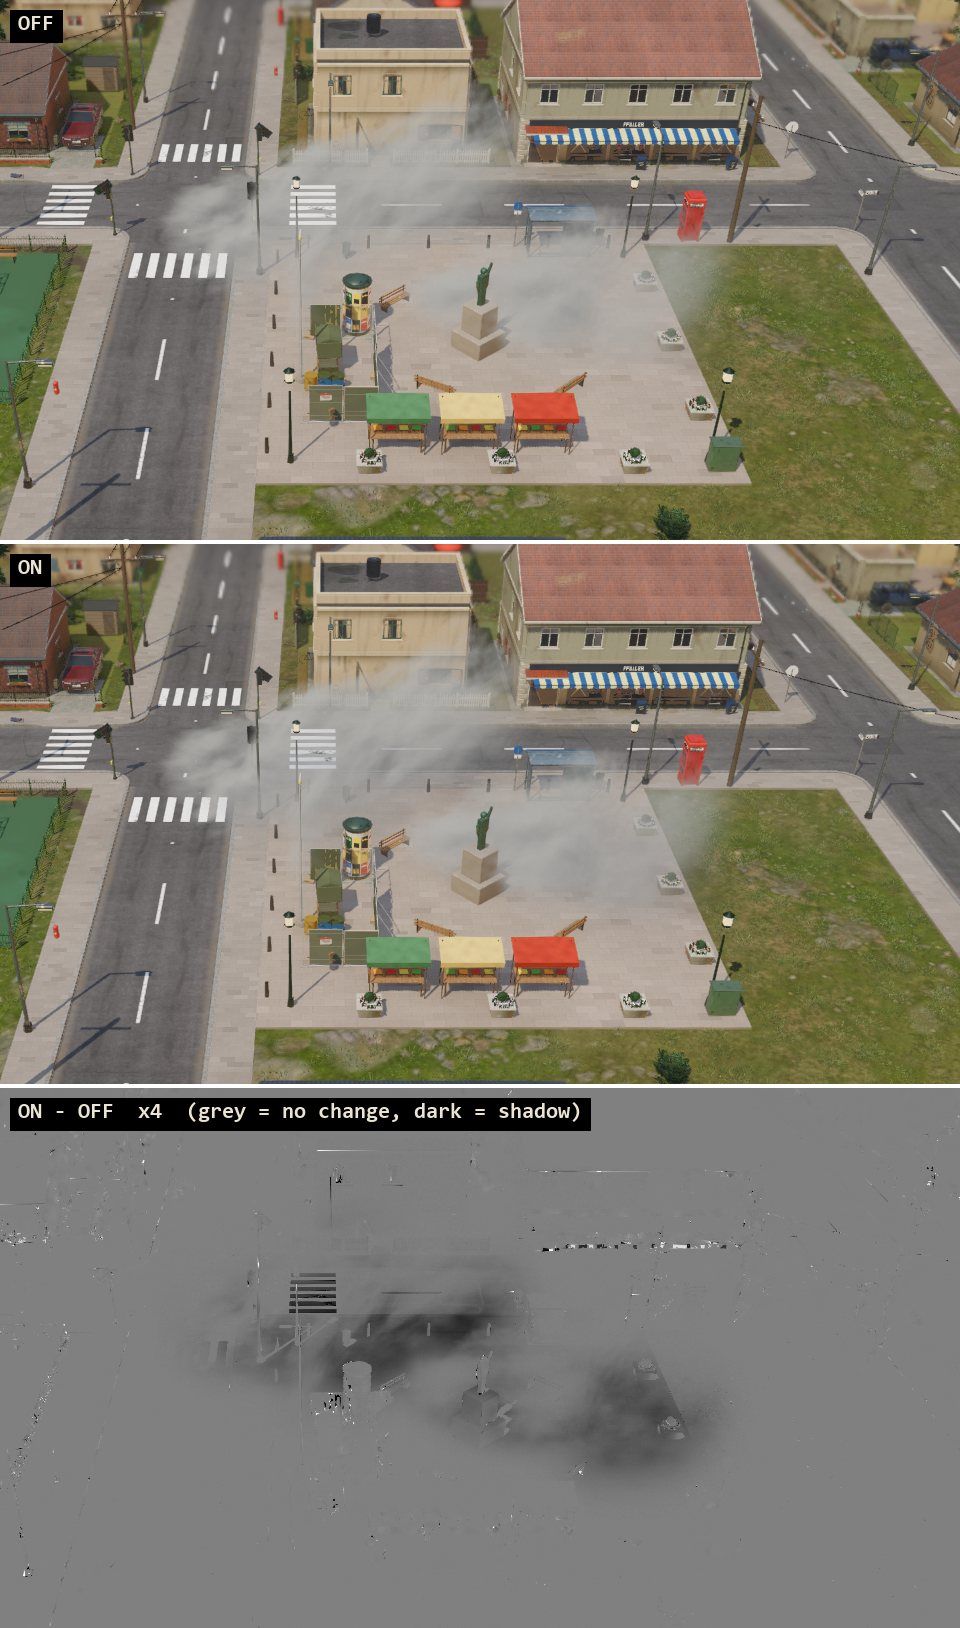 OFF
ON
ON - OFF x4 (grey = no change, dark = shadow)